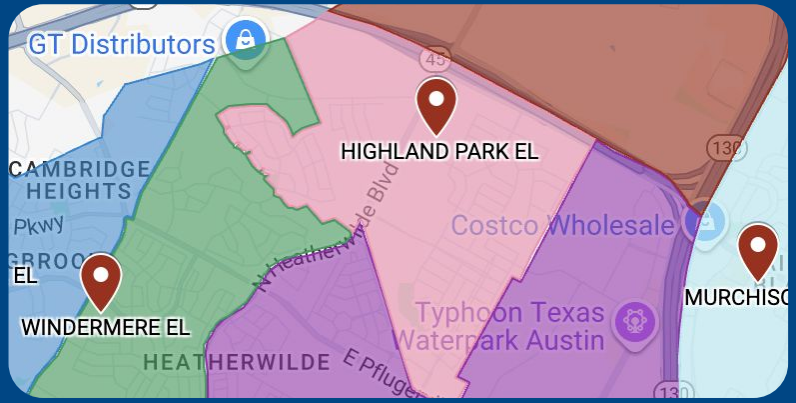 GT Distributors
45
HIGHLAND PARK EL
130
CAMBRIDGE
HEIGHTS
Pkwy
N Heatherwilde Blvd
Costco Wholesale
GBROO
EL
WINDERMERE EL
MURCHISO
Typhoon Texas
Waterpark Austin
HEATHERWILDE
E Pfluger
130